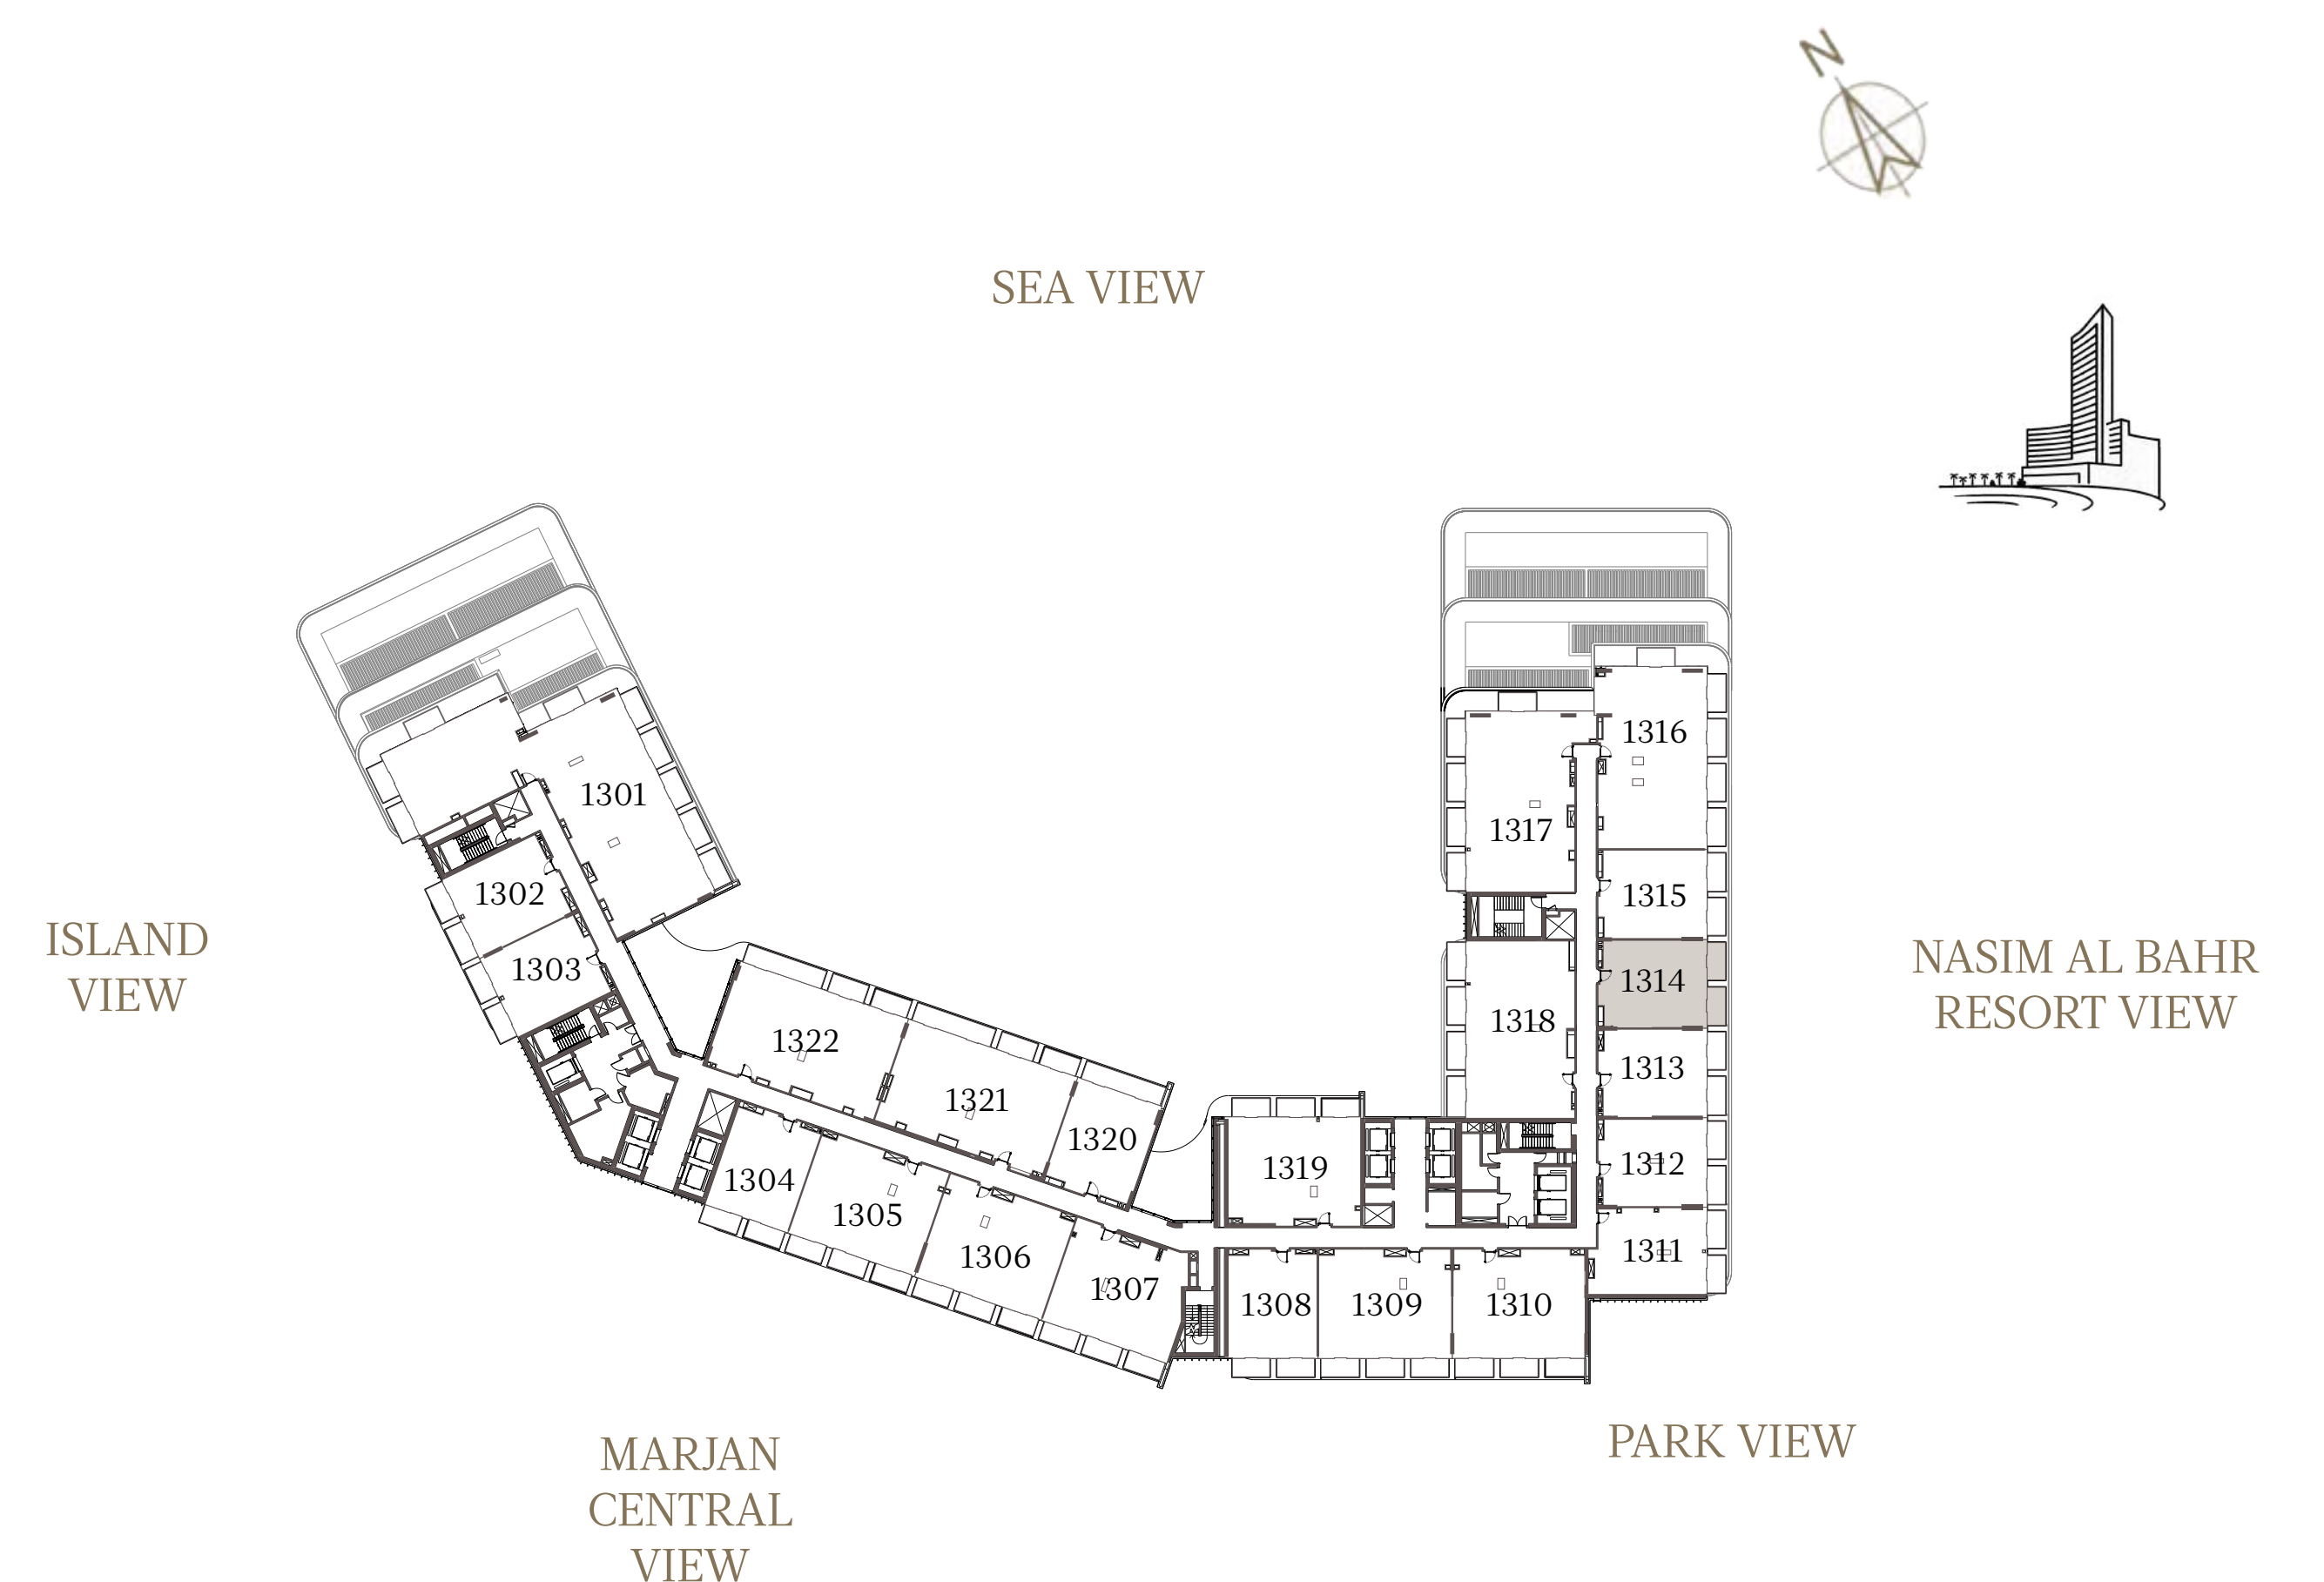 N
SEA VIEW
1301
1302
1303
1304
1305
1306
1307
1308
1309
1310
1311
1312
1313
1314
1315
1316
1317
1318
1319
1320
1321
1322
ISLAND
VIEW
NASIM AL BAHR
RESORT VIEW
MARJAN
CENTRAL
VIEW
PARK VIEW